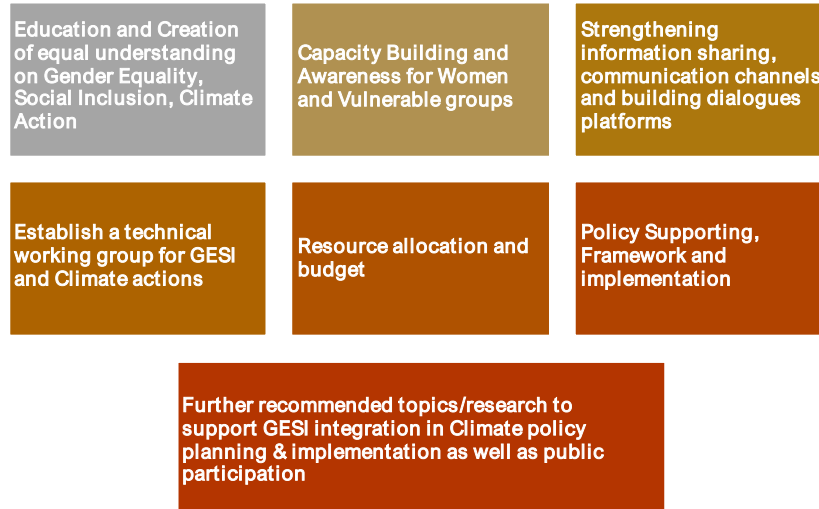 Education and Creation
of equal understanding
on Gender Equality,
Social Inclusion, Climate
Action
Capacity Building and
Awareness for Women
and Vulnerable groups
Strengthening
information sharing,
communication channels
and building dialogues
platforms
Establish a technical
working group for GESI
and Climate actions
Resource allocation and
budget
Policy Supporting,
Framework and
implementation
Further recommended topics/research to
support GESI integration in Climate policy
planning & implementation as well as public
participation